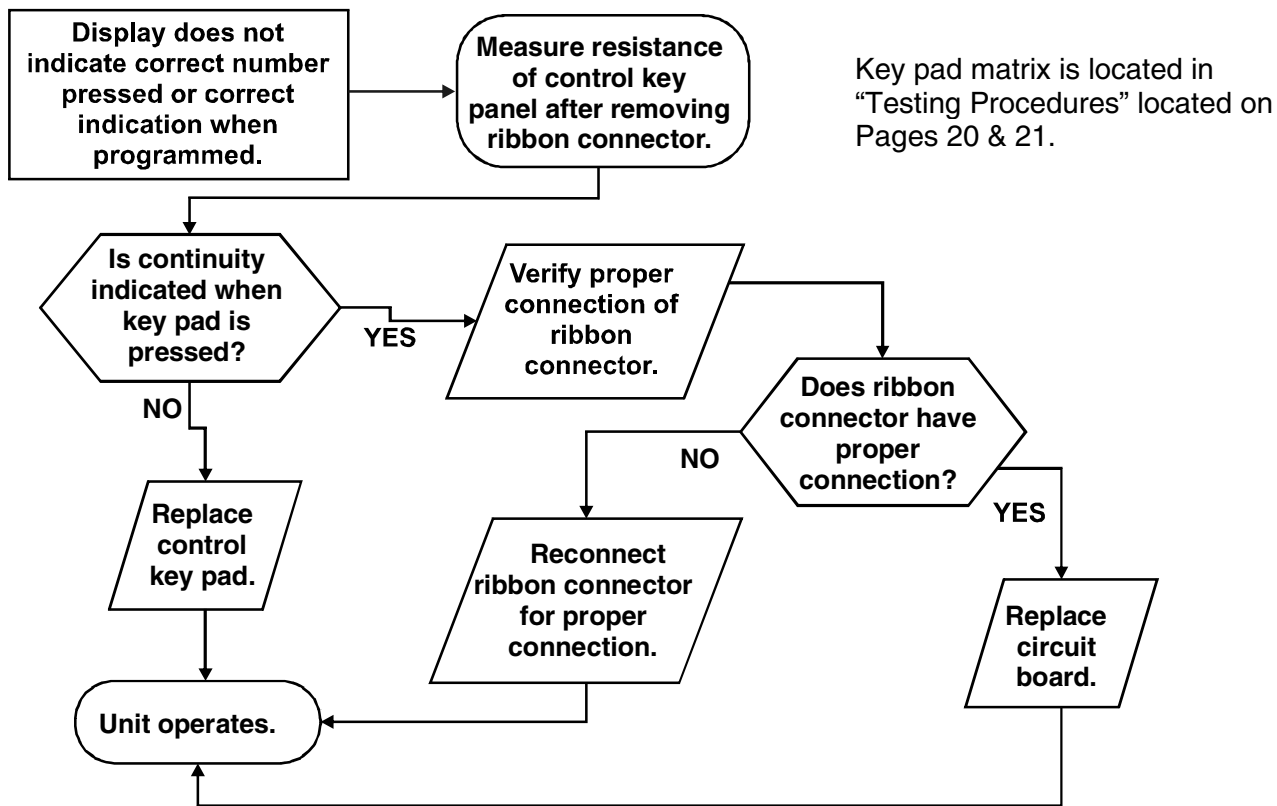 Display does not
indicate correct number
pressed or correct
indication when
programmed.
Measure resistance
of control key
panel after removing
ribbon connector.
Key pad matrix is located in
“Testing Procedures” located on
Pages 20 & 21.
Is continuity
indicated when
key pad is
pressed?
YES
NO
Verify proper
connection of
ribbon
connector.
Does ribbon
connector have
proper
connection?
NO
YES
Replace
control
key pad.
Reconnect
ribbon connector
for proper
connection.
Replace
circuit
board.
Unit operates.